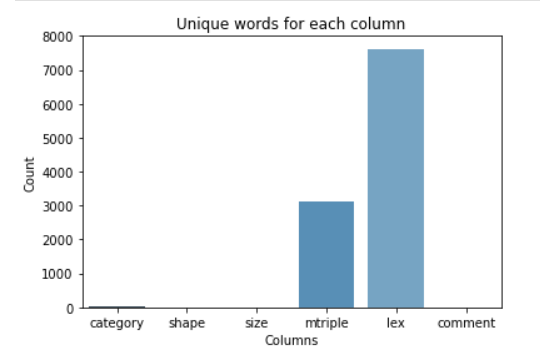 Unique words for each column
8000
7000
6000
5000
4000
3000
2000
1000
0
Count
category shape size mtriple lex comment
Columns